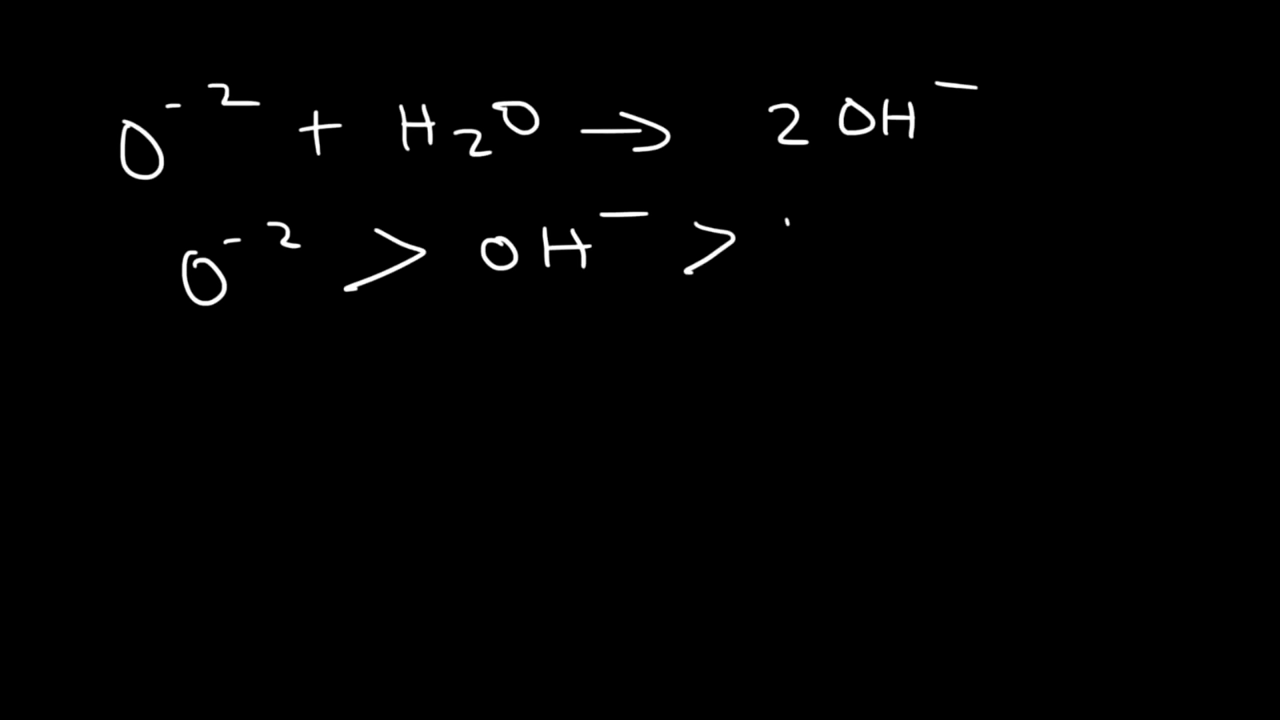 O⁻² + H₂O → 2 OH⁻
O⁻² > OH⁻ >